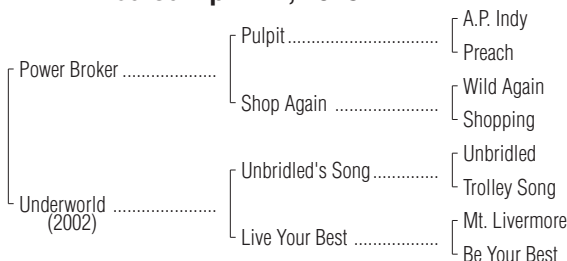 A.P. Indy
Pulpit
Preach
Power Broker
Wild Again
Shop Again
Shopping
Unbridled
Unbridled's Song
Trolley Song
Underworld
(2002)
Mt. Livermore
Live Your Best
Be Your Best